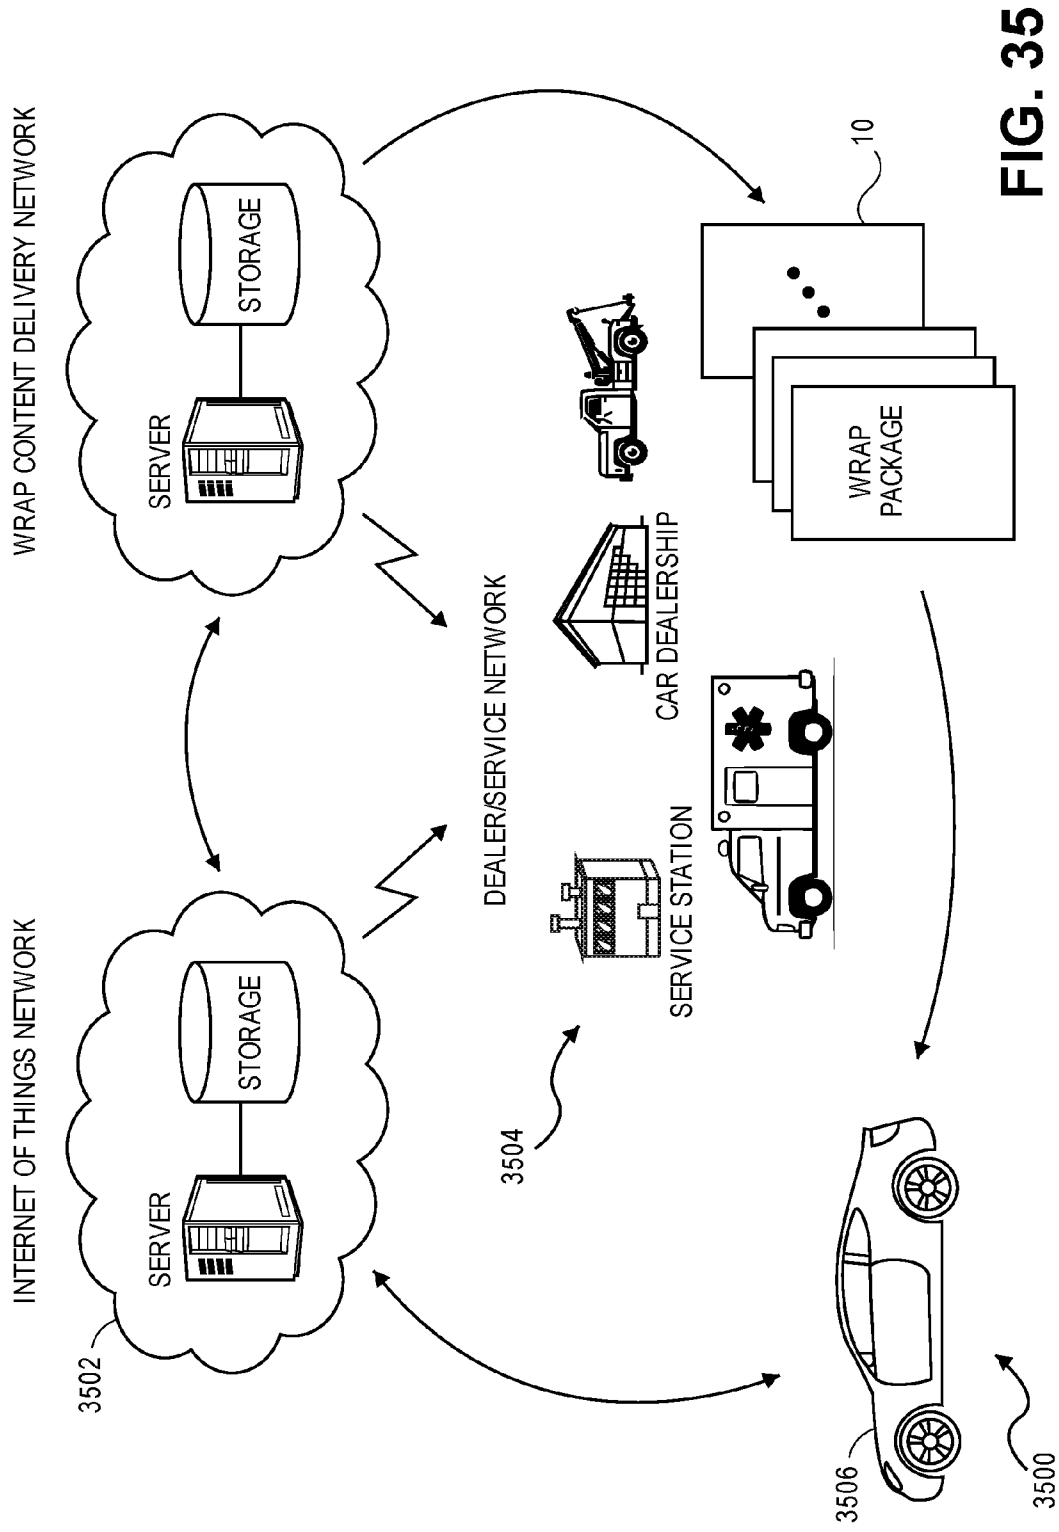 INTERNET OF THINGS NETWORK
WRAP CONTENT DELIVERY NETWORK
3502
SERVER
STORAGE
SERVER
STORAGE
DEALER/SERVICE NETWORK
3504
SERVICE STATION
CAR DEALERSHIP
3506
WRAP
PACKAGE
10
3500
FIG. 35